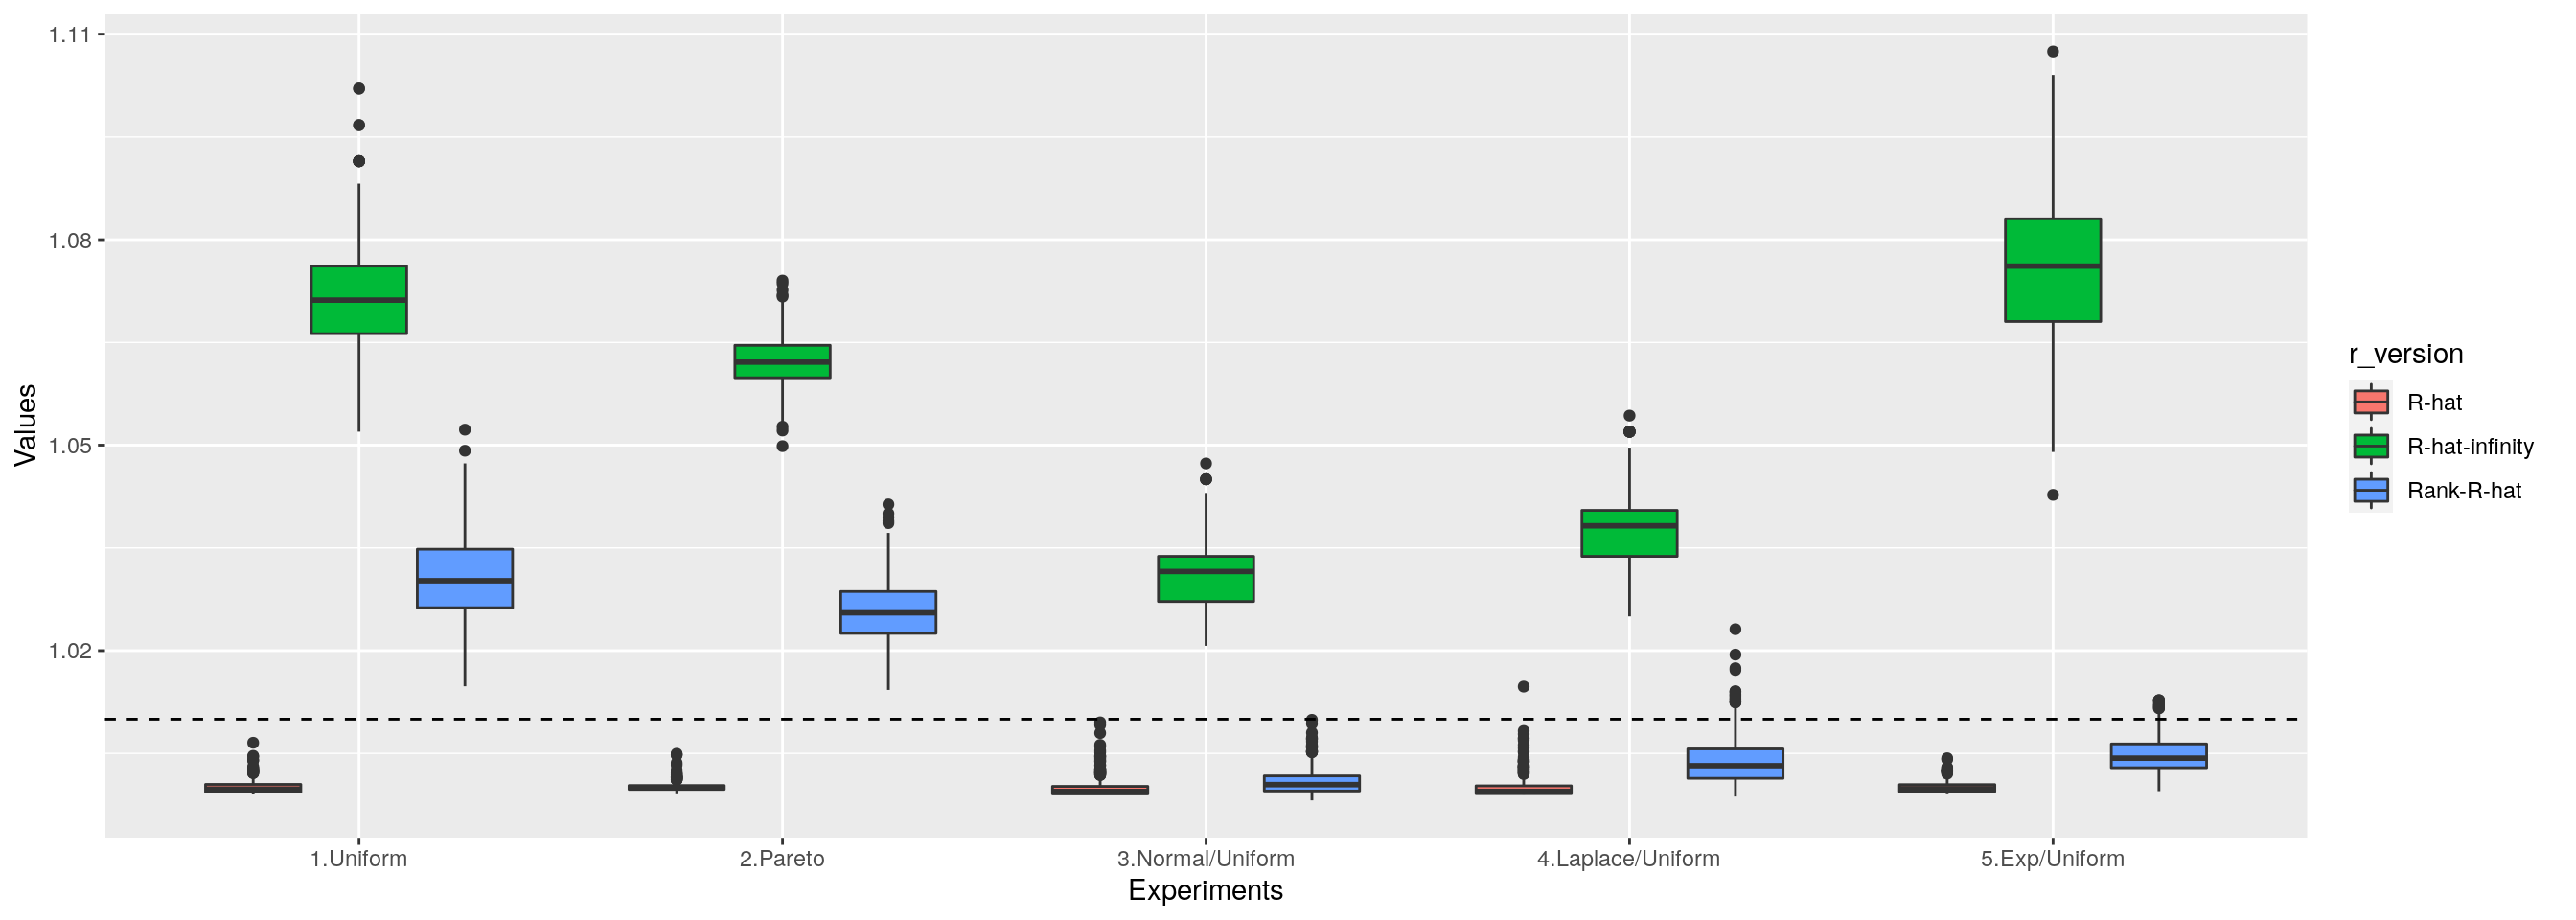 1.11
1.08
1.05
1.02
Values
1.Uniform
2.Pareto
3.Normal/Uniform
4.Laplace/Uniform
5.Exp/Uniform
Experiments
r_version
R-hat
R-hat-infinity
Rank-R-hat